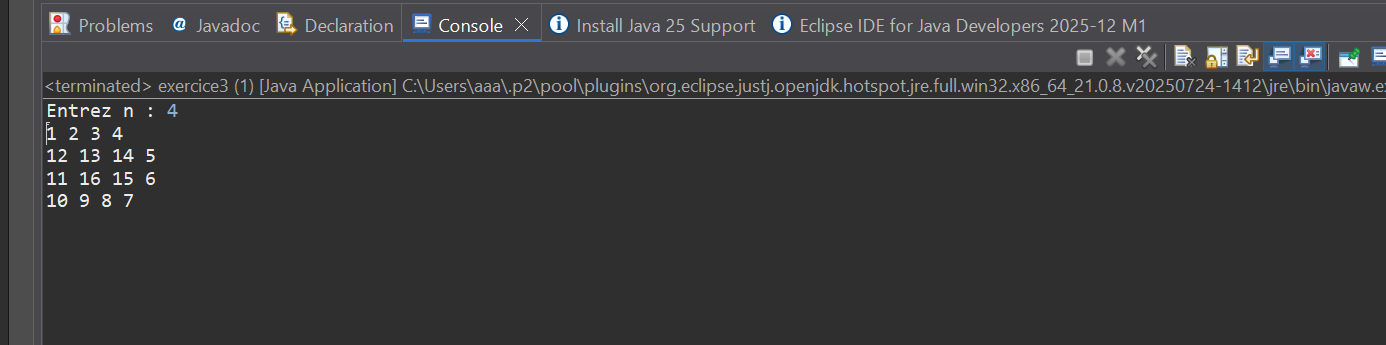 Problems @ Javadoc Declaration Console Install Java 25 Support Eclipse IDE for Java Developers 2025-12 M1
<terminated> exercice3 (1) [Java Application] C:\Users\aaa\.p2\pool\plugins\org.eclipse.justj.openjdk.hotspot.jre.full.win32.x86_64_21.0.8.v20250724-1412\jre\bin\javaw.ex
Entrez n : 4
1 2 3 4
12 13 14 5
11 16 15 6
10 9 8 7